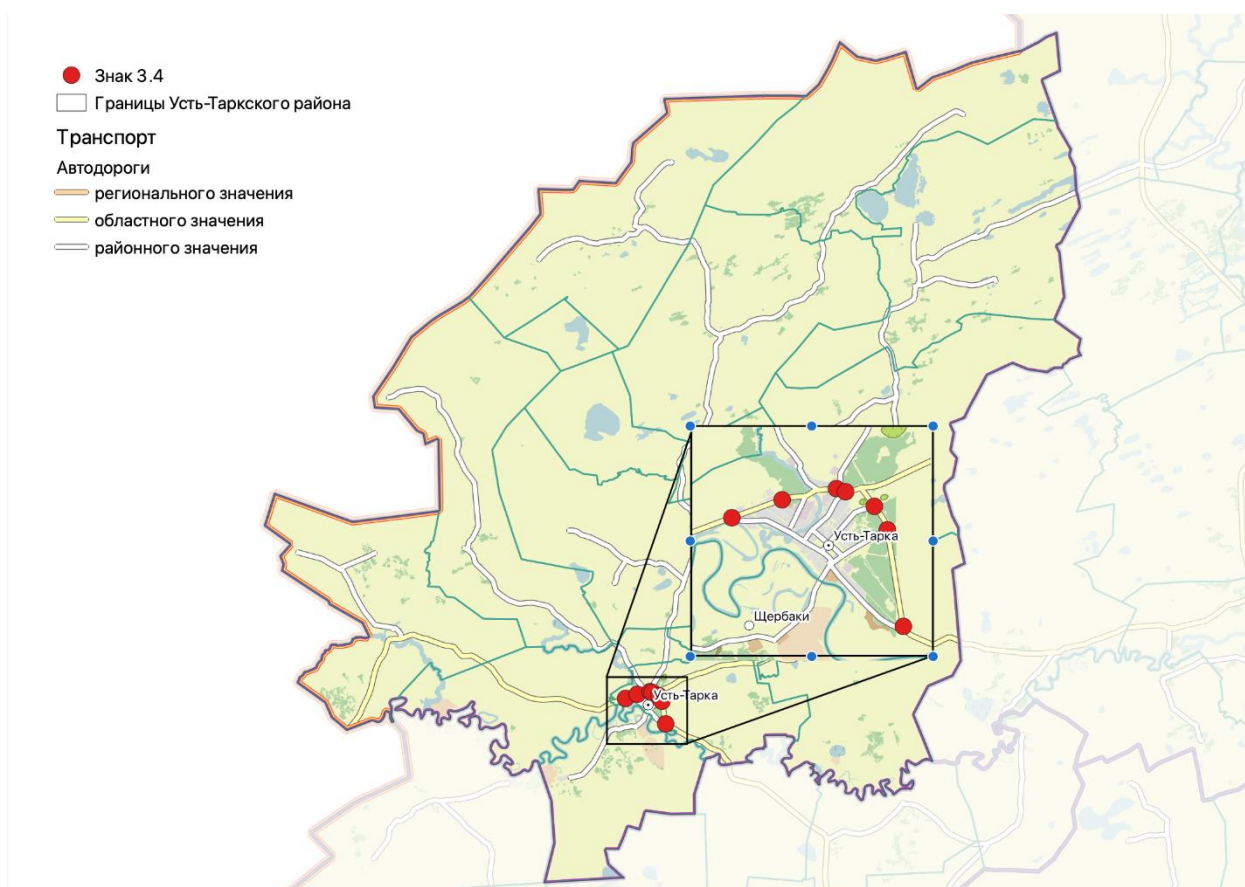 Знак 3.4
Границы Усть-Таркского района
Транспорт
Автодороги
регионального значения
областного значения
районного значения
Усть-Тарка
Щербаки
Усть-Тарка